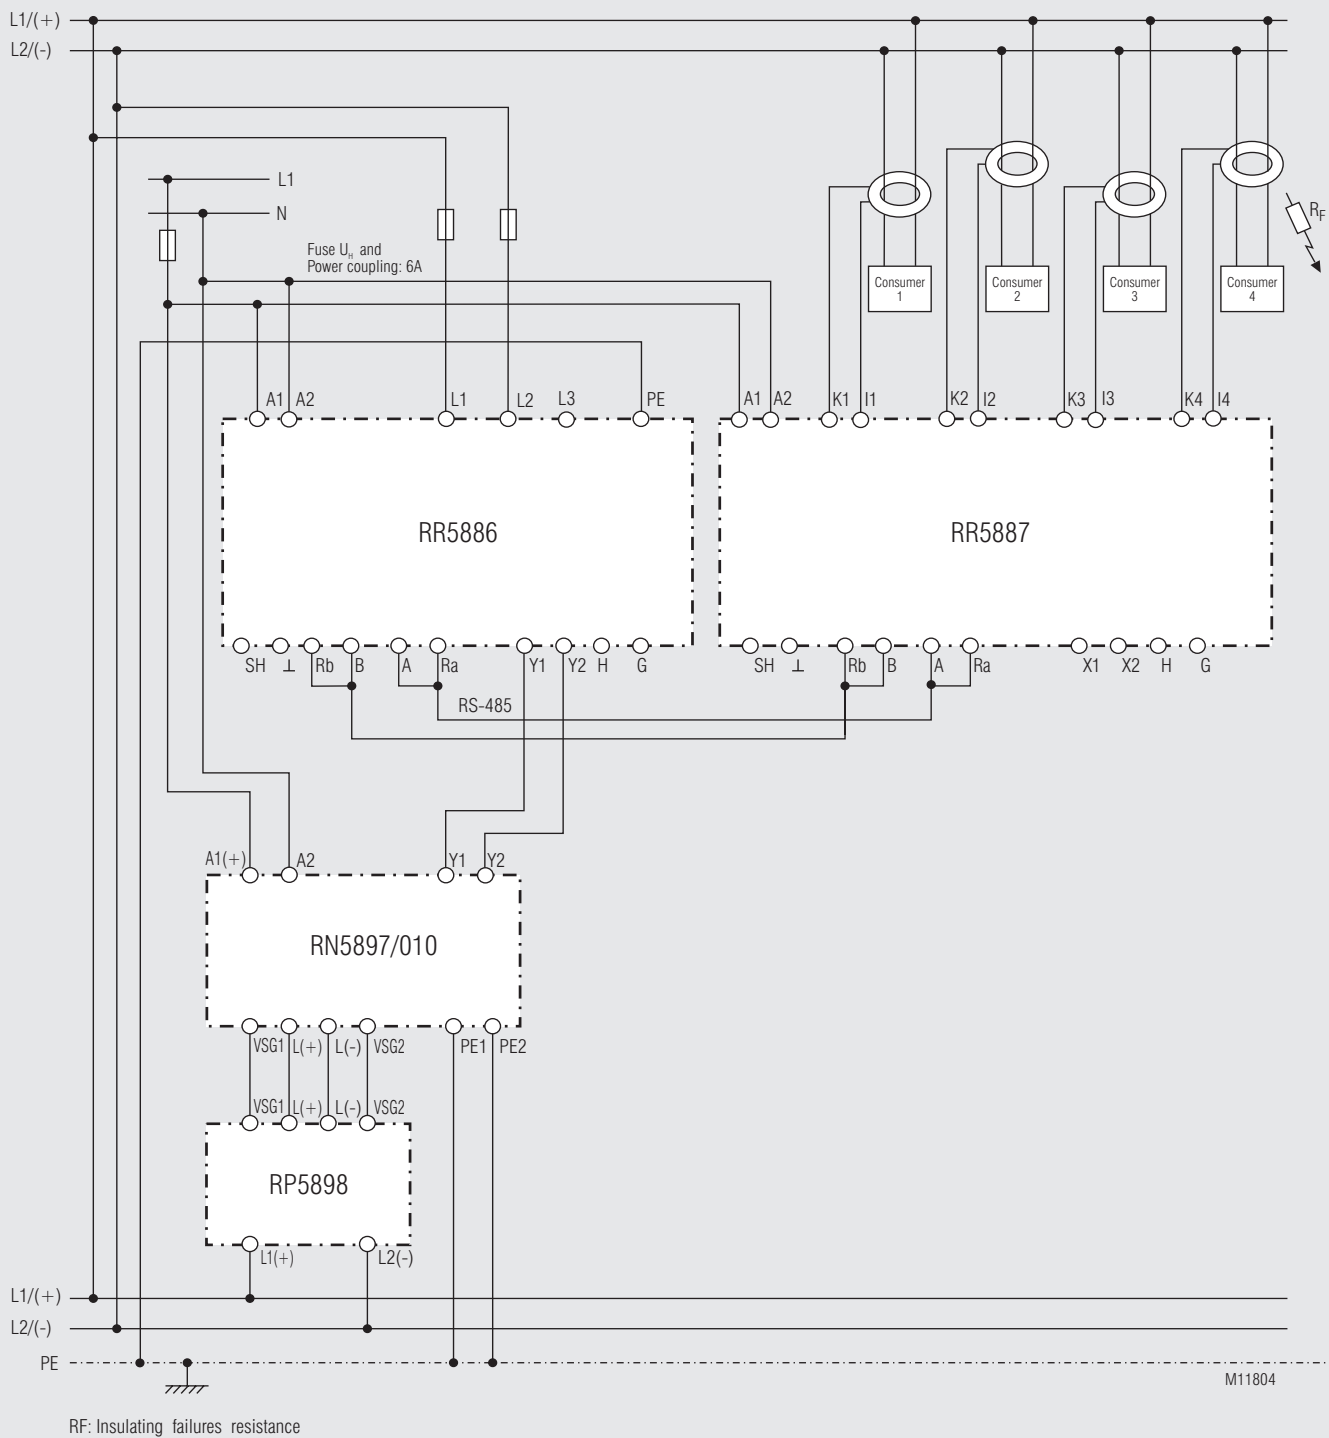 L1/(+)
L2/(-)
L1
N
Fuse UH and
Power coupling: 6A
RF
Consumer
1
Consumer
2
Consumer
3
Consumer
4
A1 A2 L1 L2 L3 PE
A1 A2 K1 I1 K2 I2 K3 I3 K4 I4
RR5886
RR5887
SH ⊥ Rb B A Ra Y1 Y2 H G
SH ⊥ Rb B A Ra X1 X2 H G
RS-485
A1(+) A2 Y1 Y2
RN5897/010
VSG1 L(+) L(-) VSG2 PE1 PE2
VSG1 L(+) L(-) VSG2
RP5898
L1(+) L2(-)
L1/(+)
L2/(-)
PE
M11804
RF: Insulating failures resistance